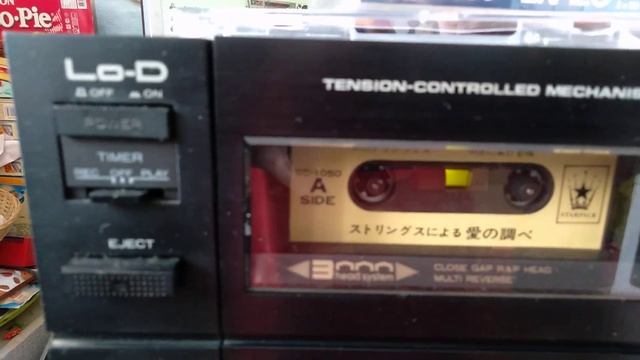 o-Pie
Lo-D
OFF ON
POWER
TIMER
REC OFF PLAY
EJECT
TENSION-CONTROLLED MECHANIS
A
SIDE
STARPACK
ストリングスによる 愛の調べ
3000
head system
CLOSE GAP R&P HEAD
MULTI REVERSE